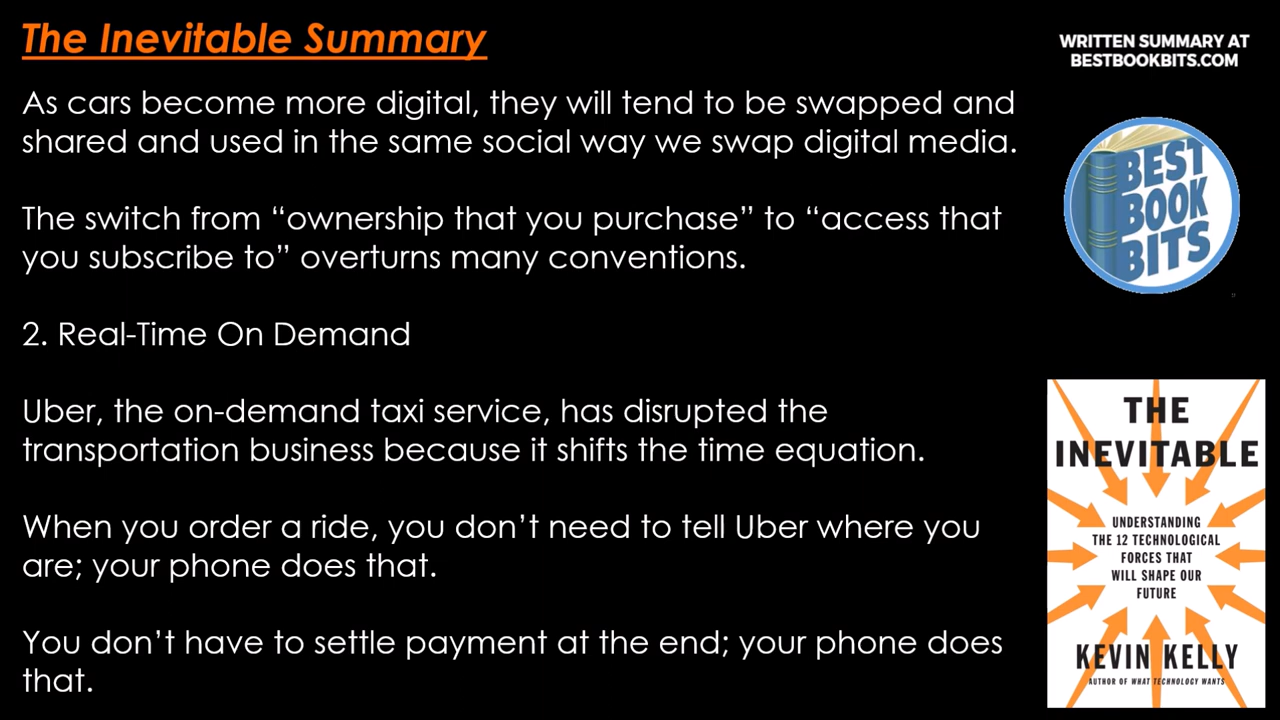 The Inevitable Summary
As cars become more digital, they will tend to be swapped and
shared and used in the same social way we swap digital media.
The switch from “ownership that you purchase” to “access that
you subscribe to” overturns many conventions.
2. Real-Time On Demand
Uber, the on-demand taxi service, has disrupted the
transportation business because it shifts the time equation.
When you order a ride, you don’t need to tell Uber where you
are; your phone does that.
You don’t have to settle payment at the end; your phone does
that.
WRITTEN SUMMARY AT
BESTBOOKBITS.COM
BEST
BOOK
BITS
THE
INEVITABLE
UNDERSTANDING
THE 12 TECHNOLOGICAL
FORCES THAT
WILL SHAPE OUR
FUTURE
KEVIN KELLY
AUTHOR OF WHAT TECHNOLOGY WANTS